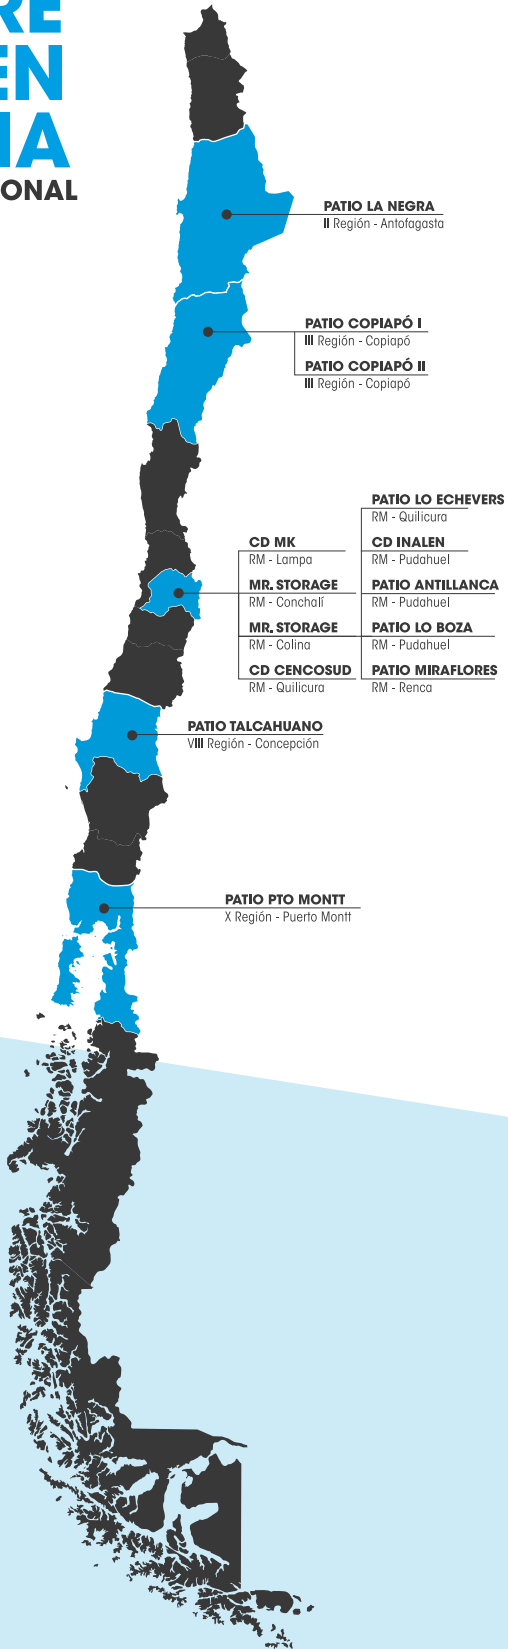 RE
EN
IA
ONAL
PATIO LA NEGRA
II Región - Antofagasta
PATIO COPIAPÓ I
III Región - Copiapó
PATIO COPIAPÓ II
III Región - Copiapó
CD MK
RM - Lampa
MR. STORAGE
RM - Conchalí
MR. STORAGE
RM - Colina
CD CENCOSUD
RM - Quilicura
PATIO LO ECHEVERS
RM - Quilicura
CD INALEN
RM - Pudahuel
PATIO ANTILLANCA
RM - Pudahuel
PATIO LO BOZA
RM - Pudahuel
PATIO MIRAFLORES
RM - Renca
PATIO TALCAHUANO
VIII Región - Concepción
PATIO PTO MONTT
X Región - Puerto Montt